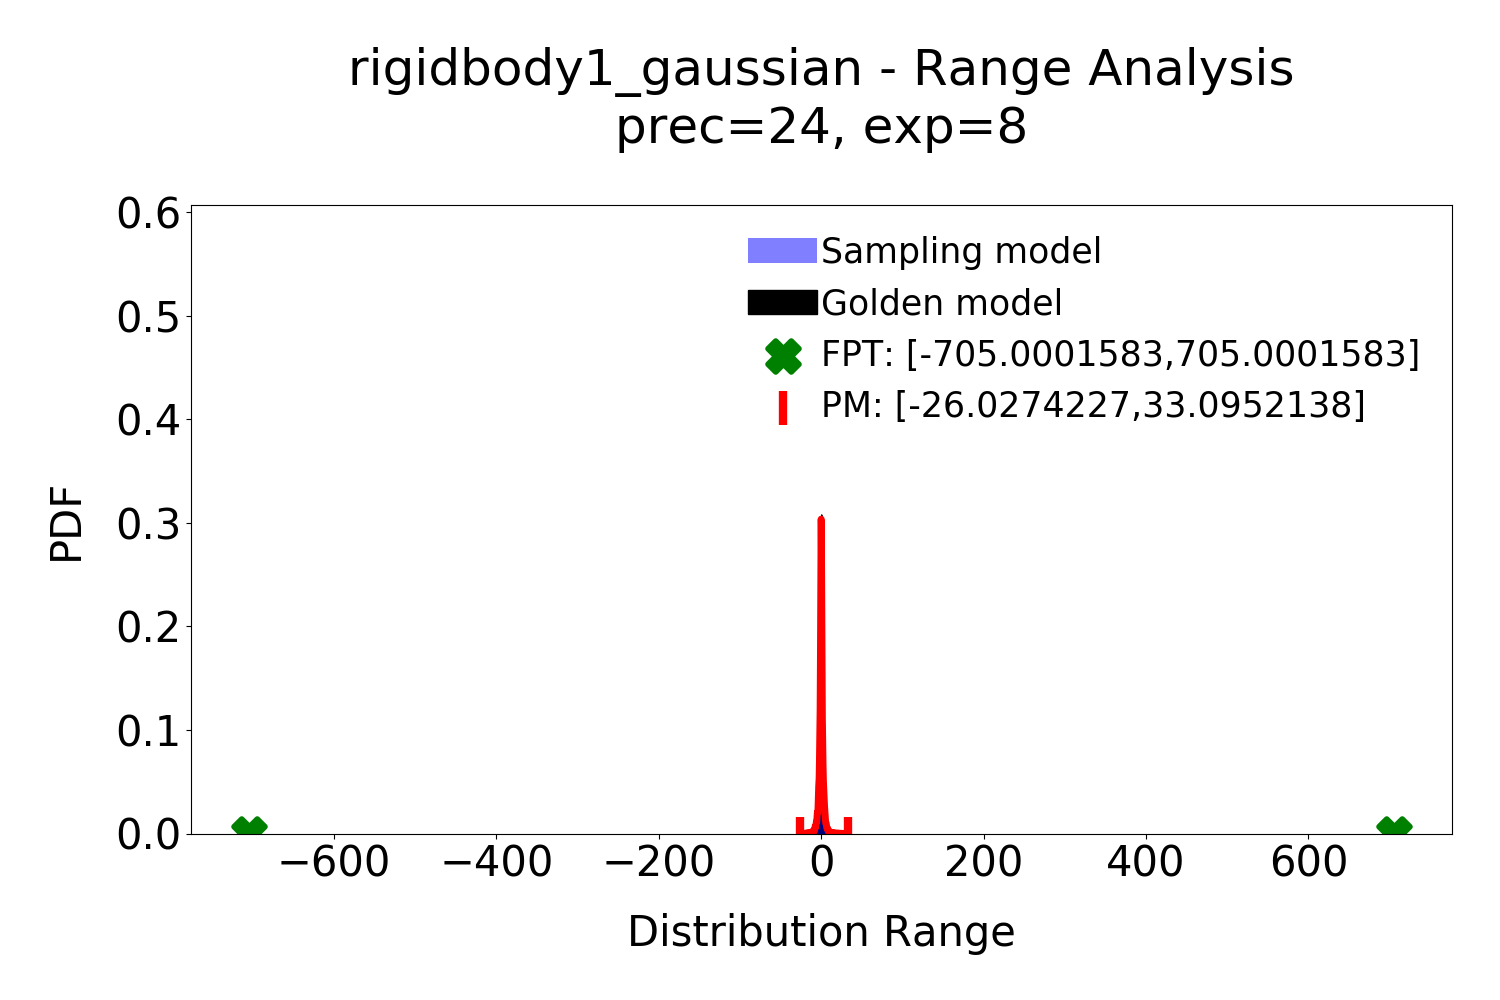 rigidbody1_gaussian - Range Analysis
prec=24, exp=8
0.6
0.5
0.4
0.3
0.2
0.1
0.0
PDF
Sampling model
Golden model
FPT: [-705.0001583,705.0001583]
PM: [-26.0274227,33.0952138]
−600 −400 −200 0 200 400 600
Distribution Range